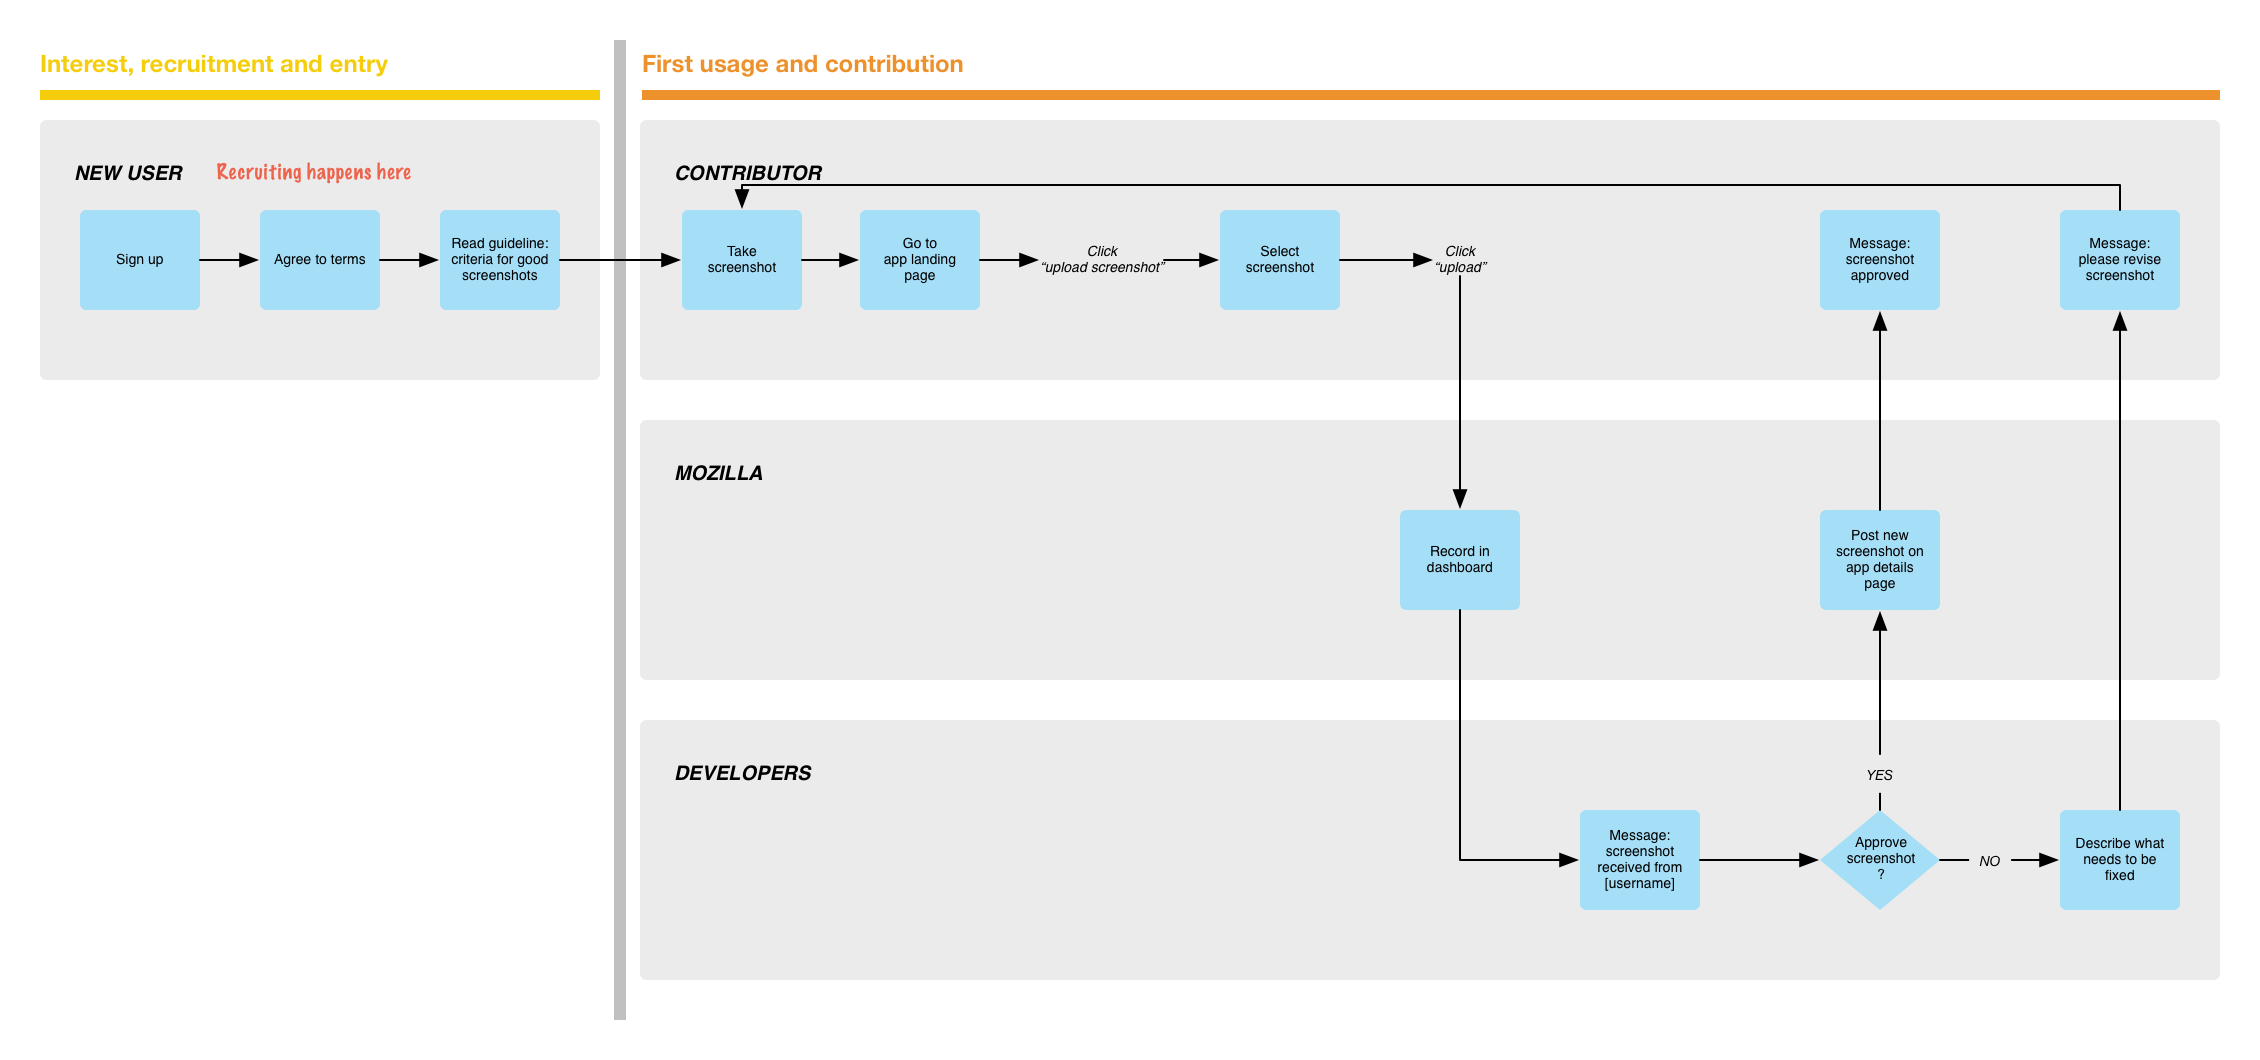 Interest, recruitment and entry
First usage and contribution
NEW USER
Recruiting happens here
Sign up
Agree to terms
Read guideline:
criteria for good
screenshots
CONTRIBUTOR
Take
screenshot
Go to
app landing
page
Click
“upload screenshot”
Select
screenshot
Click
“upload”
Message:
screenshot
approved
Message:
please revise
screenshot
MOZILLA
Record in
dashboard
Post new
screenshot on
app details
page
DEVELOPERS
Message:
screenshot
received from
[username]
YES
Approve
screenshot
?
NO
Describe what
needs to be
fixed